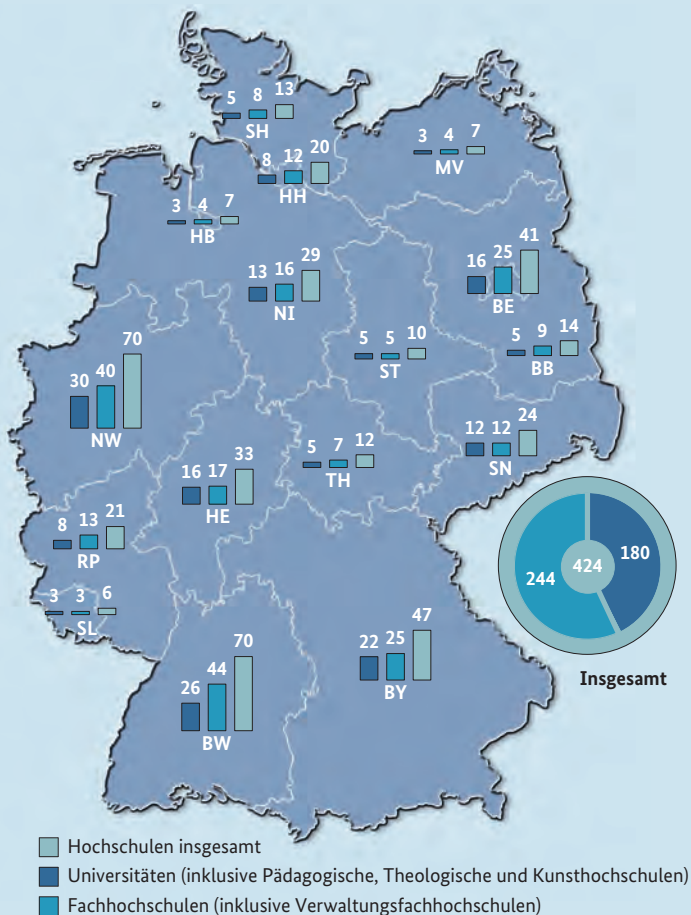 5 8 13
SH
3 4 7
MV
8 12 20
HH
3 4 7
HB
13 16 29
NI
16 25 41
BE
5 9 14
BB
5 5 10
ST
30 40 70
NW
12 12 24
SN
5 7 12
TH
16 17 33
HE
8 13 21
RP
3 3 6
SL
26 44 70
BW
22 25 47
BY
244 424 180
Insgesamt
Hochschulen insgesamt
Universitäten (inklusive Pädagogische, Theologische und Kunsthochschulen)
Fachhochschulen (inklusive Verwaltungsfachhochschulen)